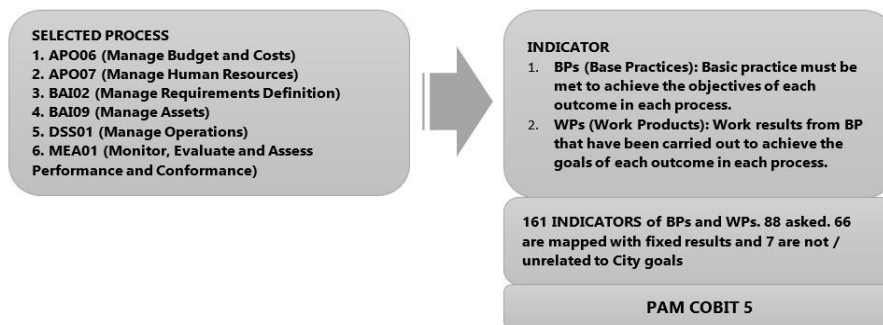 SELECTED PROCESS
1. APO06 (Manage Budget and Costs)
2. APO07 (Manage Human Resources)
3. BAI02 (Manage Requirements Definition)
4. BAI09 (Manage Assets)
5. DSS01 (Manage Operations)
6. MEA01 (Monitor, Evaluate and Assess
Performance and Conformance)
INDICATOR
1. BPs (Base Practices): Basic practice must be
met to achieve the objectives of each
outcome in each process.
2. WPs (Work Products): Work results from BP
that have been carried out to achieve the
goals of each outcome in each process.
161 INDICATORS of BPs and WPs. 88 asked. 66
are mapped with fixed results and 7 are not /
unrelated to City goals
PAM COBIT 5